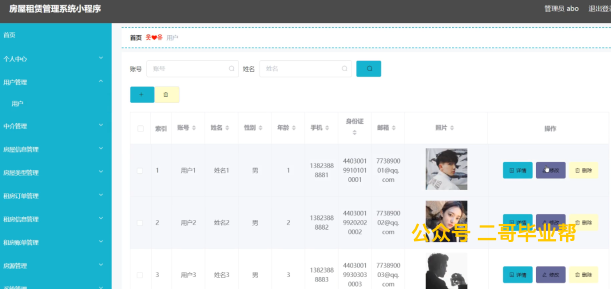 房屋租赁管理系统小程序
管理员 abo 退出登
首页
首页 用户
个人中心
账号 账号 姓名 姓名
用户管理
用户
中介管理
索引 账号 姓名 性别 年龄 手机 身份证 邮箱 照片 操作
房屋信息管理
房屋类型管理
1 用户1 姓名1 男 1 13823888881 440300199101010001 773890001@qq.com 详情 修改 删除
租房订单管理
租房信息管理
2 用户2 姓名2 2 13823888882 440300199202020002 773890002@qq.com 删除
公众号 二哥毕业帮
租房账单管理
房源管理
3 用户3 姓名3 男 3 13823888883 440300199303030003 773890003@qq.com 详情 修改 删除